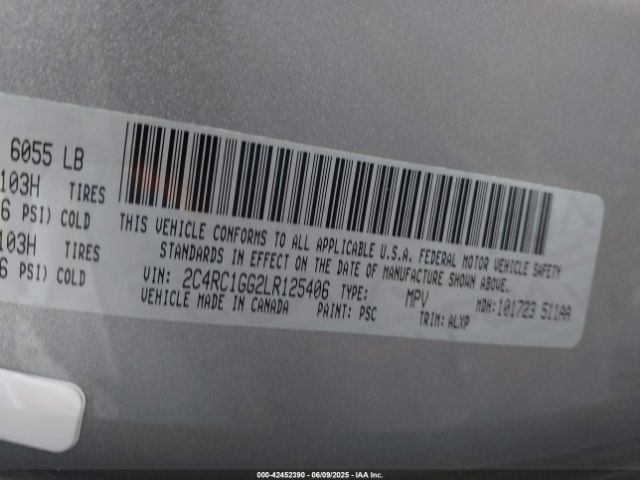 6055 LB
103H TIRES
6 PSI) COLD
103H TIRES
6 PSI) COLD
THIS VEHICLE CONFORMS TO ALL APPLICABLE U.S.A. FEDERAL MOTOR VEHICLE SAFETY
STANDARDS IN EFFECT ON THE DATE OF MANUFACTURE SHOWN ABOVE.
VIN: 2C4RC1GG2LR125406 TYPE: MPV MDH:101723 511AA
VEHICLE MADE IN CANADA PAINT: PSC TRIM: ALXP
000-42452390 - 06/09/2025 - IAA Inc.